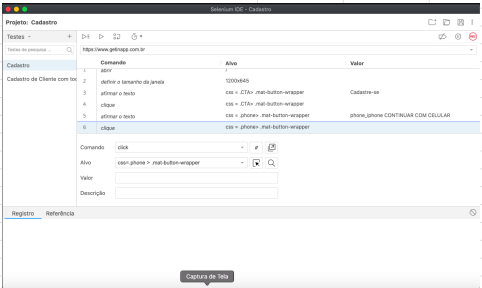 Selenium IDE - Cadastro
Projeto: Cadastro
Testes
Testes de pesquisa ...
https://www.getinapp.com.br
Cadastro
Cadastro de Cliente com toc
Comando Alvo Valor
1 abrir /
2 definir o tamanho da janela 1200x645
3 afirmar o texto css = .CTA> .mat-button-wrapper Cadastre-se
4 clique css = .CTA> .mat-button-wrapper
5 afirmar o texto css = .phone> .mat-button-wrapper phone_iphone CONTINUAR COM CELULAR
6 clique css = .phone> .mat-button-wrapper
Comando click //
Alvo css=.phone > .mat-button-wrapper
Valor
Descrição
Registro Referência
Captura de Tela